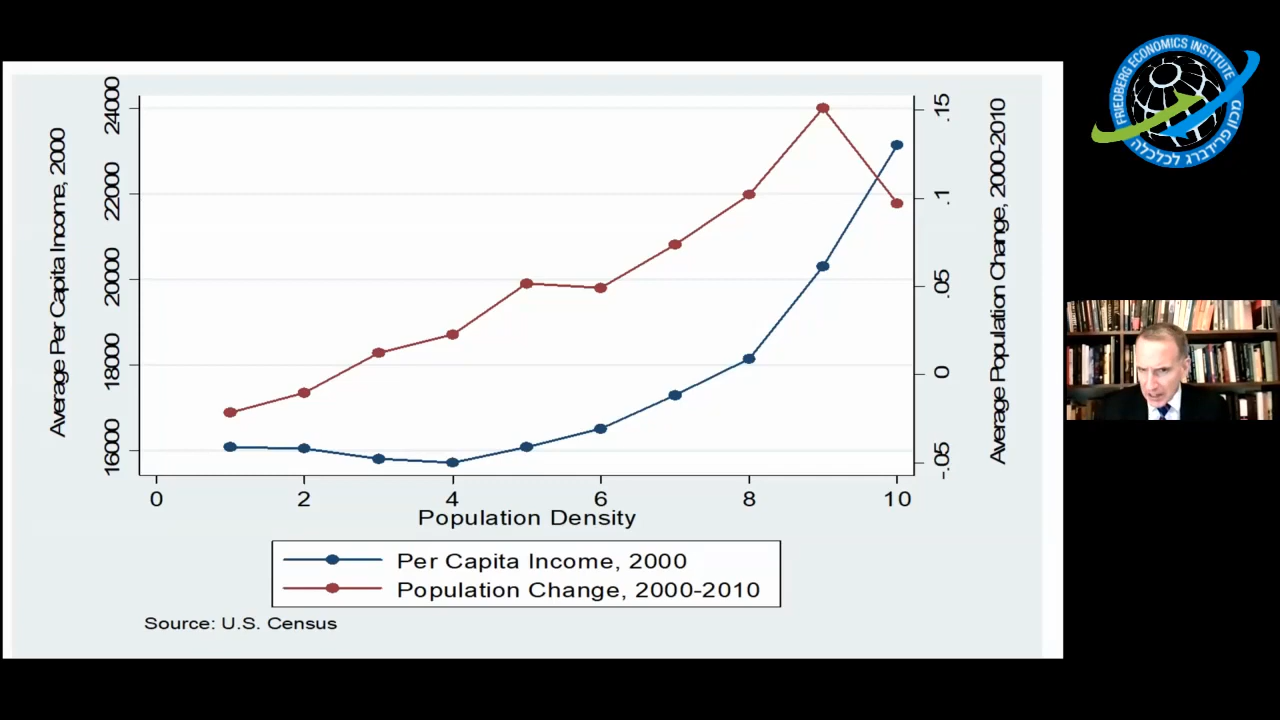 Average Per Capita Income, 2000
24000
22000
20000
18000
16000
.15
.1
.05
0
-.05
Average Population Change, 2000-2010
0 2 4 6 8 10
Population Density
Per Capita Income, 2000
Population Change, 2000-2010
Source: U.S. Census
FRIEDBERG ECONOMICS INSTITUTE
מכון פרידברג לכלכלה